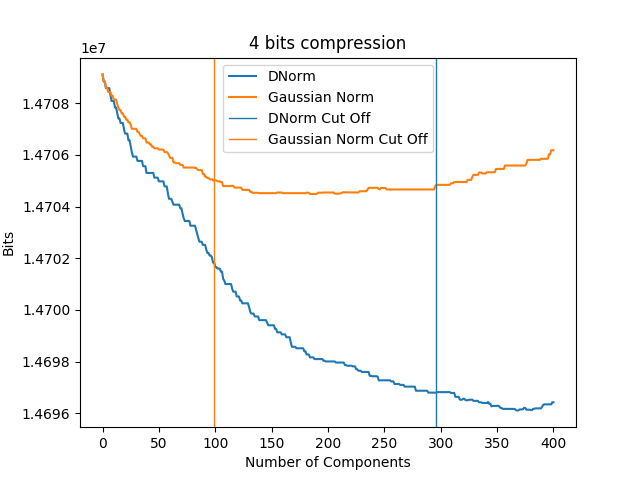 4 bits compression
1e7
DNorm
Gaussian Norm
DNorm Cut Off
Gaussian Norm Cut Off
1.4708
1.4706
1.4704
1.4702
1.4700
1.4698
1.4696
Bits
0 50 100 150 200 250 300 350 400
Number of Components